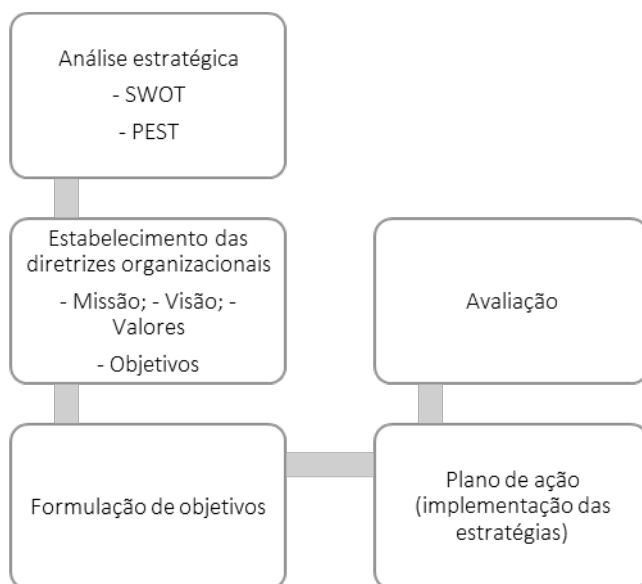 Análise estratégica
- SWOT
- PEST
Estabelecimento das
diretrizes organizacionais
- Missão; - Visão; -
Valores
- Objetivos
Formulação de objetivos
Plano de ação
(implementação das
estratégias)
Avaliação